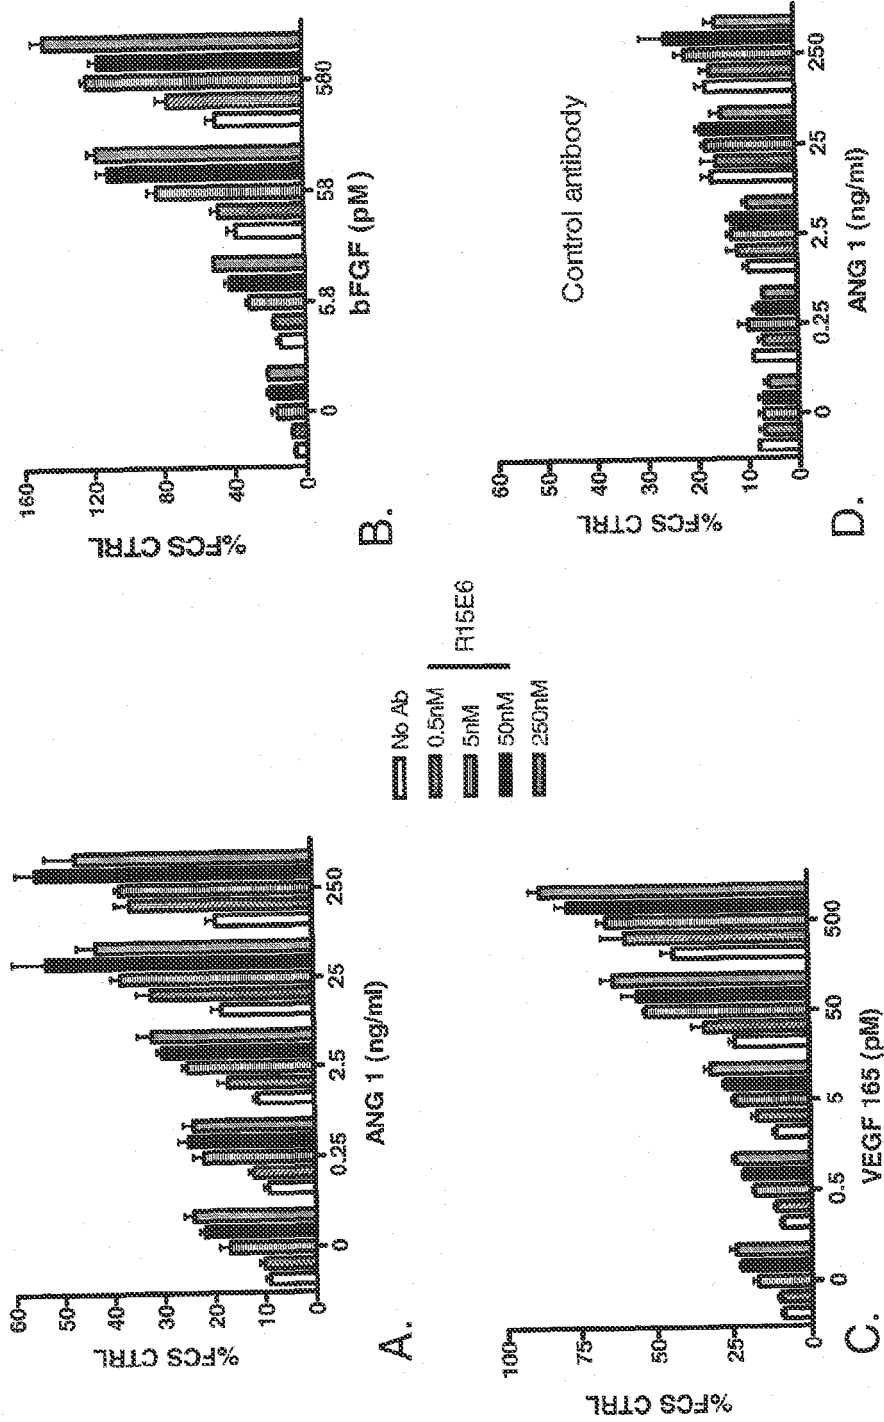 60
50
40
30
20
10
0
%FCS CTRL
0
0.25
2.5
25
250
ANG 1 (ng/ml)
A.
160
120
80
40
0
%FCS CTRL
0
5.8
58
580
bFGF (pM)
B.
No Ab
0.5nM
5nM
50nM
250nM
R15E6
100
75
50
25
0
%FCS CTRL
0
0.5
5
50
500
VEGF 165 (pM)
C.
Control antibody
60
50
40
30
20
10
0
%FCS CTRL
0
0.25
2.5
25
250
ANG 1 (ng/ml)
D.